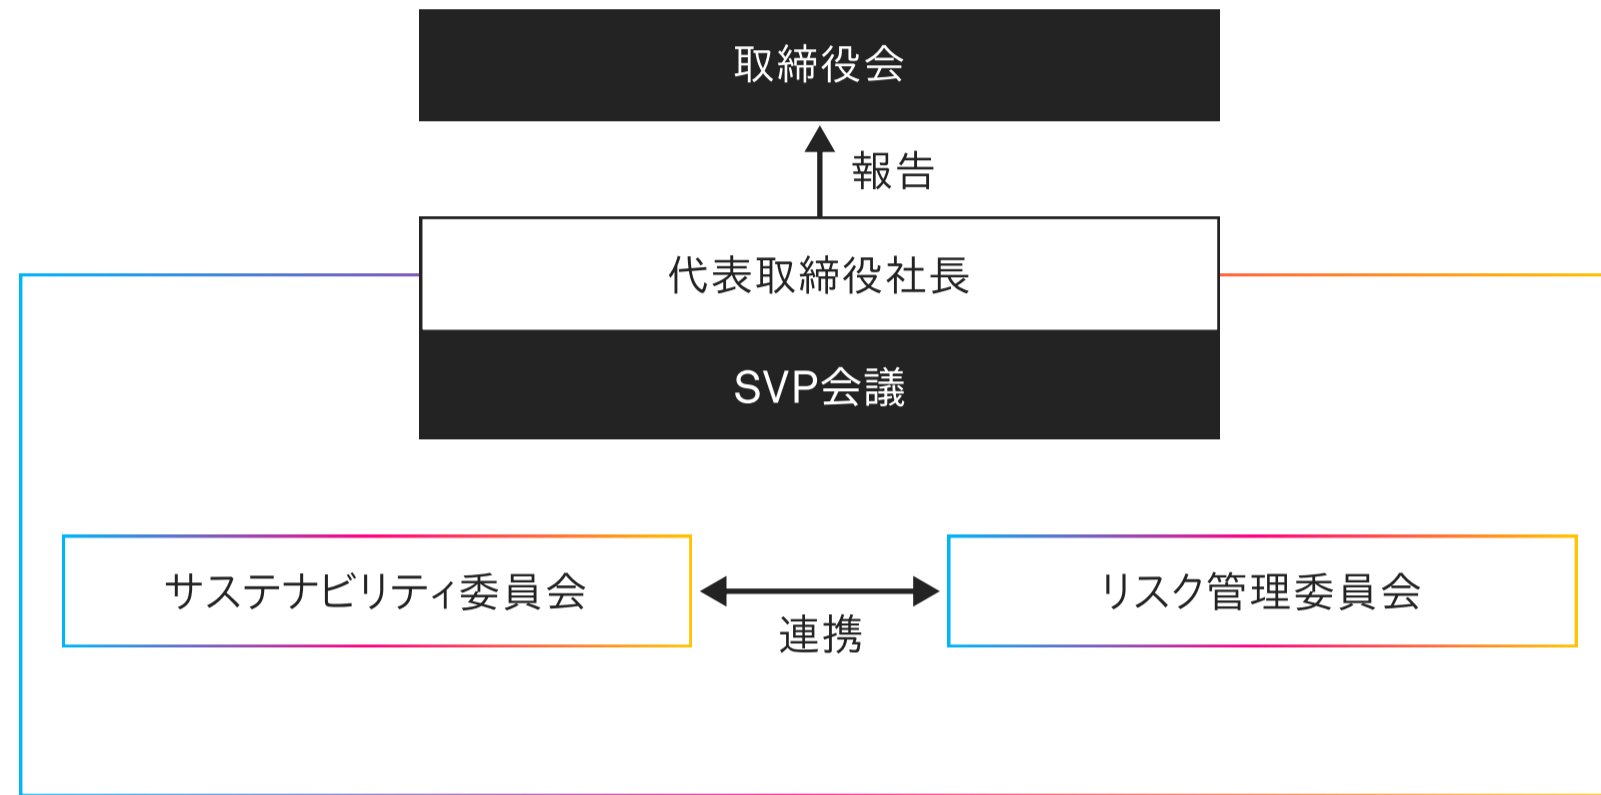 取締役会
報告
代表取締役社長
SVP会議
サステナビリティ委員会
リスク管理委員会
連携